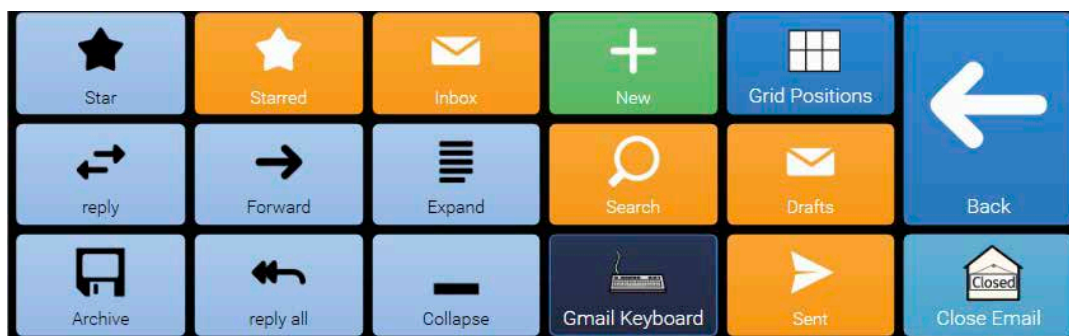 Star
Starred
Inbox
New
Grid Positions
reply
Forward
Expand
Search
Drafts
Back
Archive
reply all
Collapse
Gmail Keyboard
Sent
Closed
Close Email